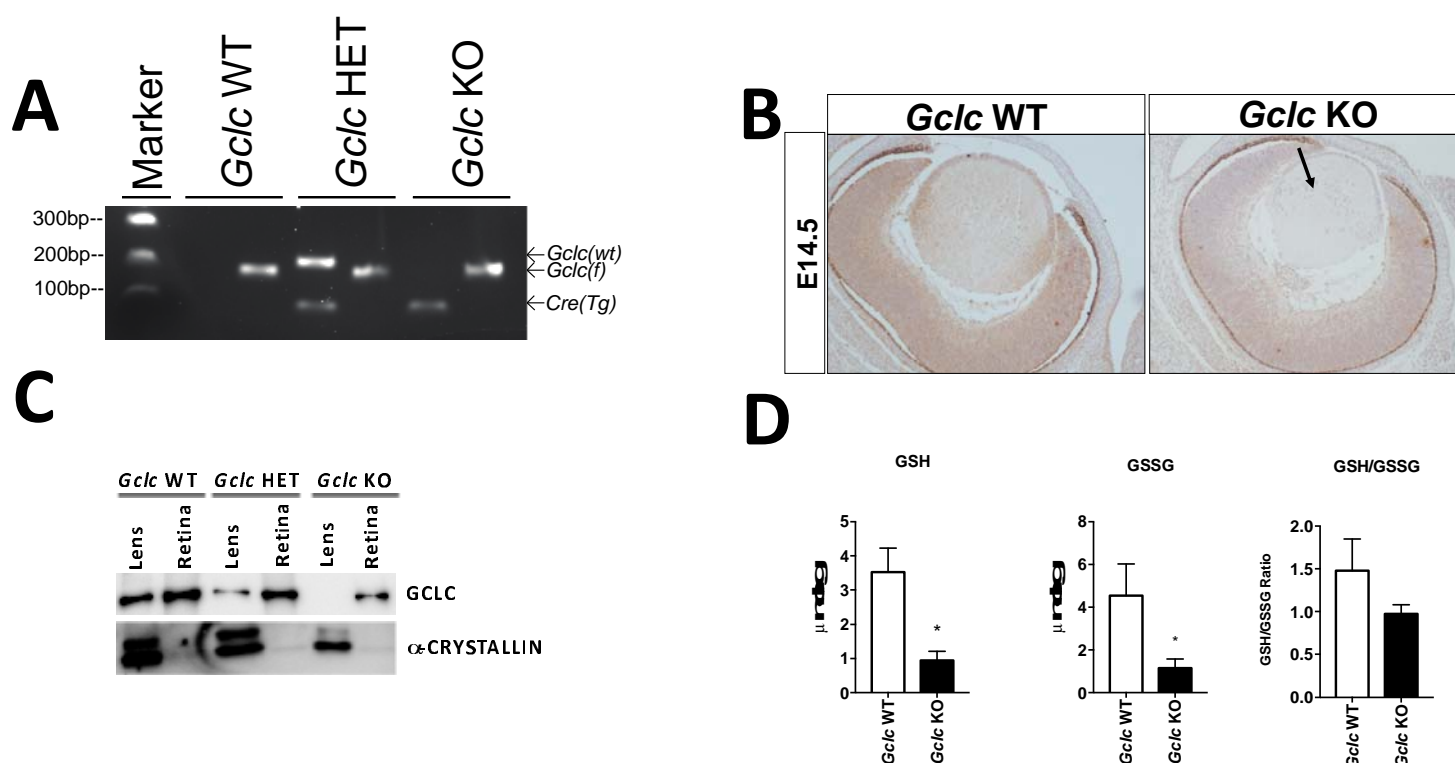 A
Marker
Gclc WT
Gclc HET
Gclc KO
300bp--
200bp--
100bp--
Gclc(wt)
Gclc(f)
Cre(Tg)
B
Gclc WT
Gclc KO
E14.5
C
Gclc WT Gclc HET Gclc KO
Lens
Retina
Lens
Retina
Lens
Retina
GCLC
α-CRYSTALLIN
D
GSH
5
4
3
2
1
0
μ
*
Gclc WT
Gclc KO
GSSG
8
6
4
2
0
μ
*
Gclc WT
Gclc KO
GSH/GSSG
GSH/GSSG Ratio
2.0
1.5
1.0
0.5
0.0
Gclc WT
Gclc KO